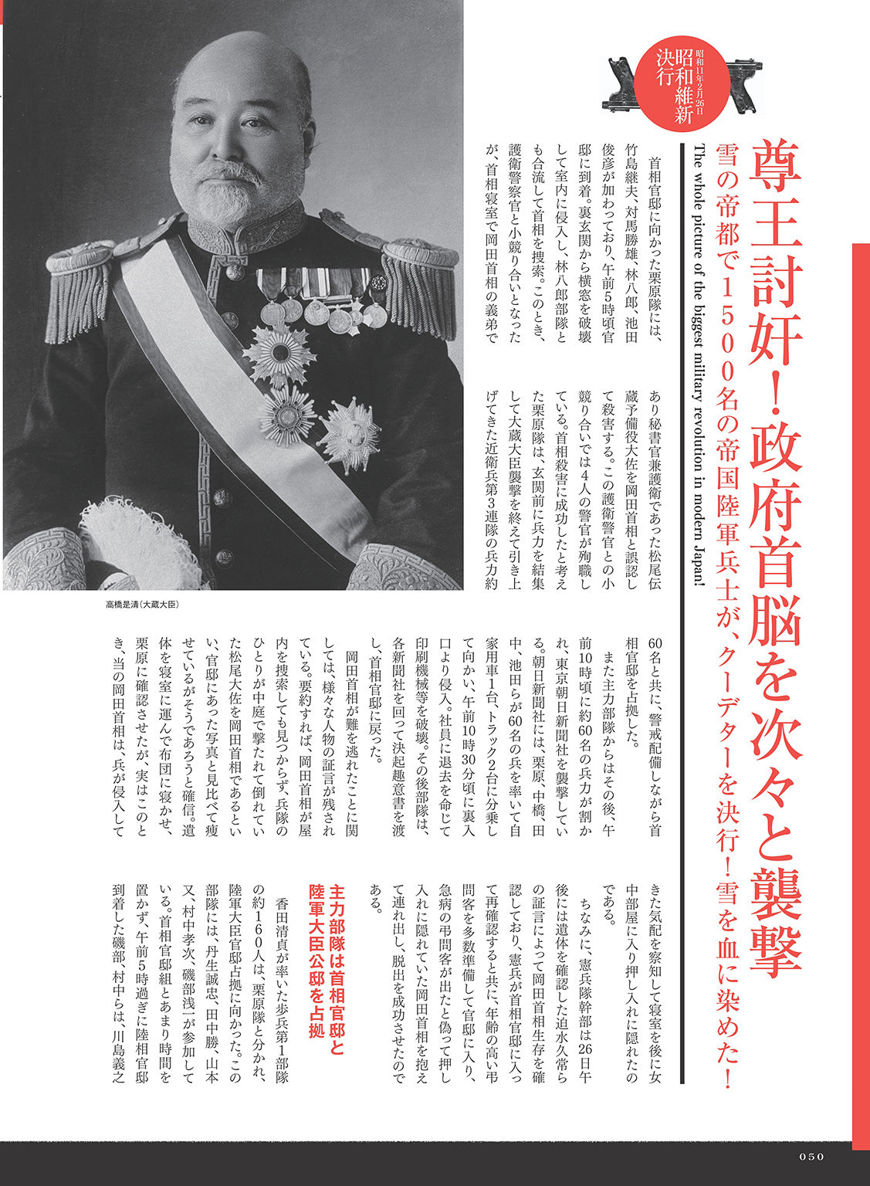 昭和11年2月26日
昭和維新
決行
尊王討奸！政府首脳を次々と襲撃
雪の帝都で1500名の帝国陸軍兵士が、クーデターを決行！雪を血に染めた！
The whole picture of the biggest military revolution in modern Japan!
首相官邸に向かった栗原隊には、
竹島継夫、対馬勝雄、林八郎、池田
俊彦が加わっており、午前5時頃官
邸に到着。裏玄関から横窓を破壊
して室内に侵入し、林八郎部隊と
も合流して首相を捜索。このとき、
護衛警察官と小競り合いとなった
が、首相寝室で岡田首相の義弟で
あり秘書官兼護衛であった松尾伝
蔵予備役大佐を岡田首相と誤認し
て殺害する。この護衛警官との小
競り合いでは4人の警官が殉職し
ている。首相殺害に成功したと考え
た栗原隊は、玄関前に兵力を結集
して大蔵大臣襲撃を終えて引き上
げてきた近衛兵第3連隊の兵力約
60名と共に、警戒配備しながら首
相官邸を占拠した。
また主力部隊からはその後、午
前10時頃に約60名の兵力が割か
れ、東京朝日新聞社を襲撃してい
る。朝日新聞社には、栗原、中橋、田
中、池田らが60名の兵を率いて自
家用車1台、トラック2台に分乗し
て向かい、午前10時30分頃に裏入
口より侵入。社員に退去を命じて
印刷機械等を破壊。その後部隊は、
各新聞社を回って決起趣意書を渡
し、首相官邸に戻った。
岡田首相が難を逃れたことに関
しては、様々な人物の証言が残され
ている。要約すれば、岡田首相が屋
内を捜索しても見つからず、兵隊の
ひとりが中庭で撃たれて倒れてい
た松尾大佐を岡田首相であるとい
い、官邸にあった写真と見比べて痩
せているがそうであろうと確信。遺
体を寝室に運んで布団に寝かせ、
栗原に確認させたが、実はこのと
き、当の岡田首相は、兵が侵入して
きた気配を察知して寝室を後に女
中部屋に入り押し入れに隠れたの
である。
ちなみに、憲兵隊幹部は26日午
後には遺体を確認した迫水久常ら
の証言によって岡田首相生存を確
認しており、憲兵が首相官邸に入っ
て再確認すると共に、年齢の高い弔
問客を多数準備して官邸に入り、
急病の弔問客が出たと偽って押し
入れに隠れていた岡田首相を抱え
て連れ出し、脱出を成功させたので
ある。
主力部隊は首相官邸と
陸軍大臣公邸を占拠
香田清貞が率いた歩兵第1部隊
の約160人は、栗原隊と分かれ、
陸軍大臣官邸占拠に向かった。この
部隊には、丹生誠忠、田中勝、山本
又、村中孝次、磯部浅一が参加して
いる。首相官邸組とあまり時間を
置かず、午前5時過ぎに陸相官邸
到着した磯部、村中らは、川島義之
高橋是清（大蔵大臣）
050